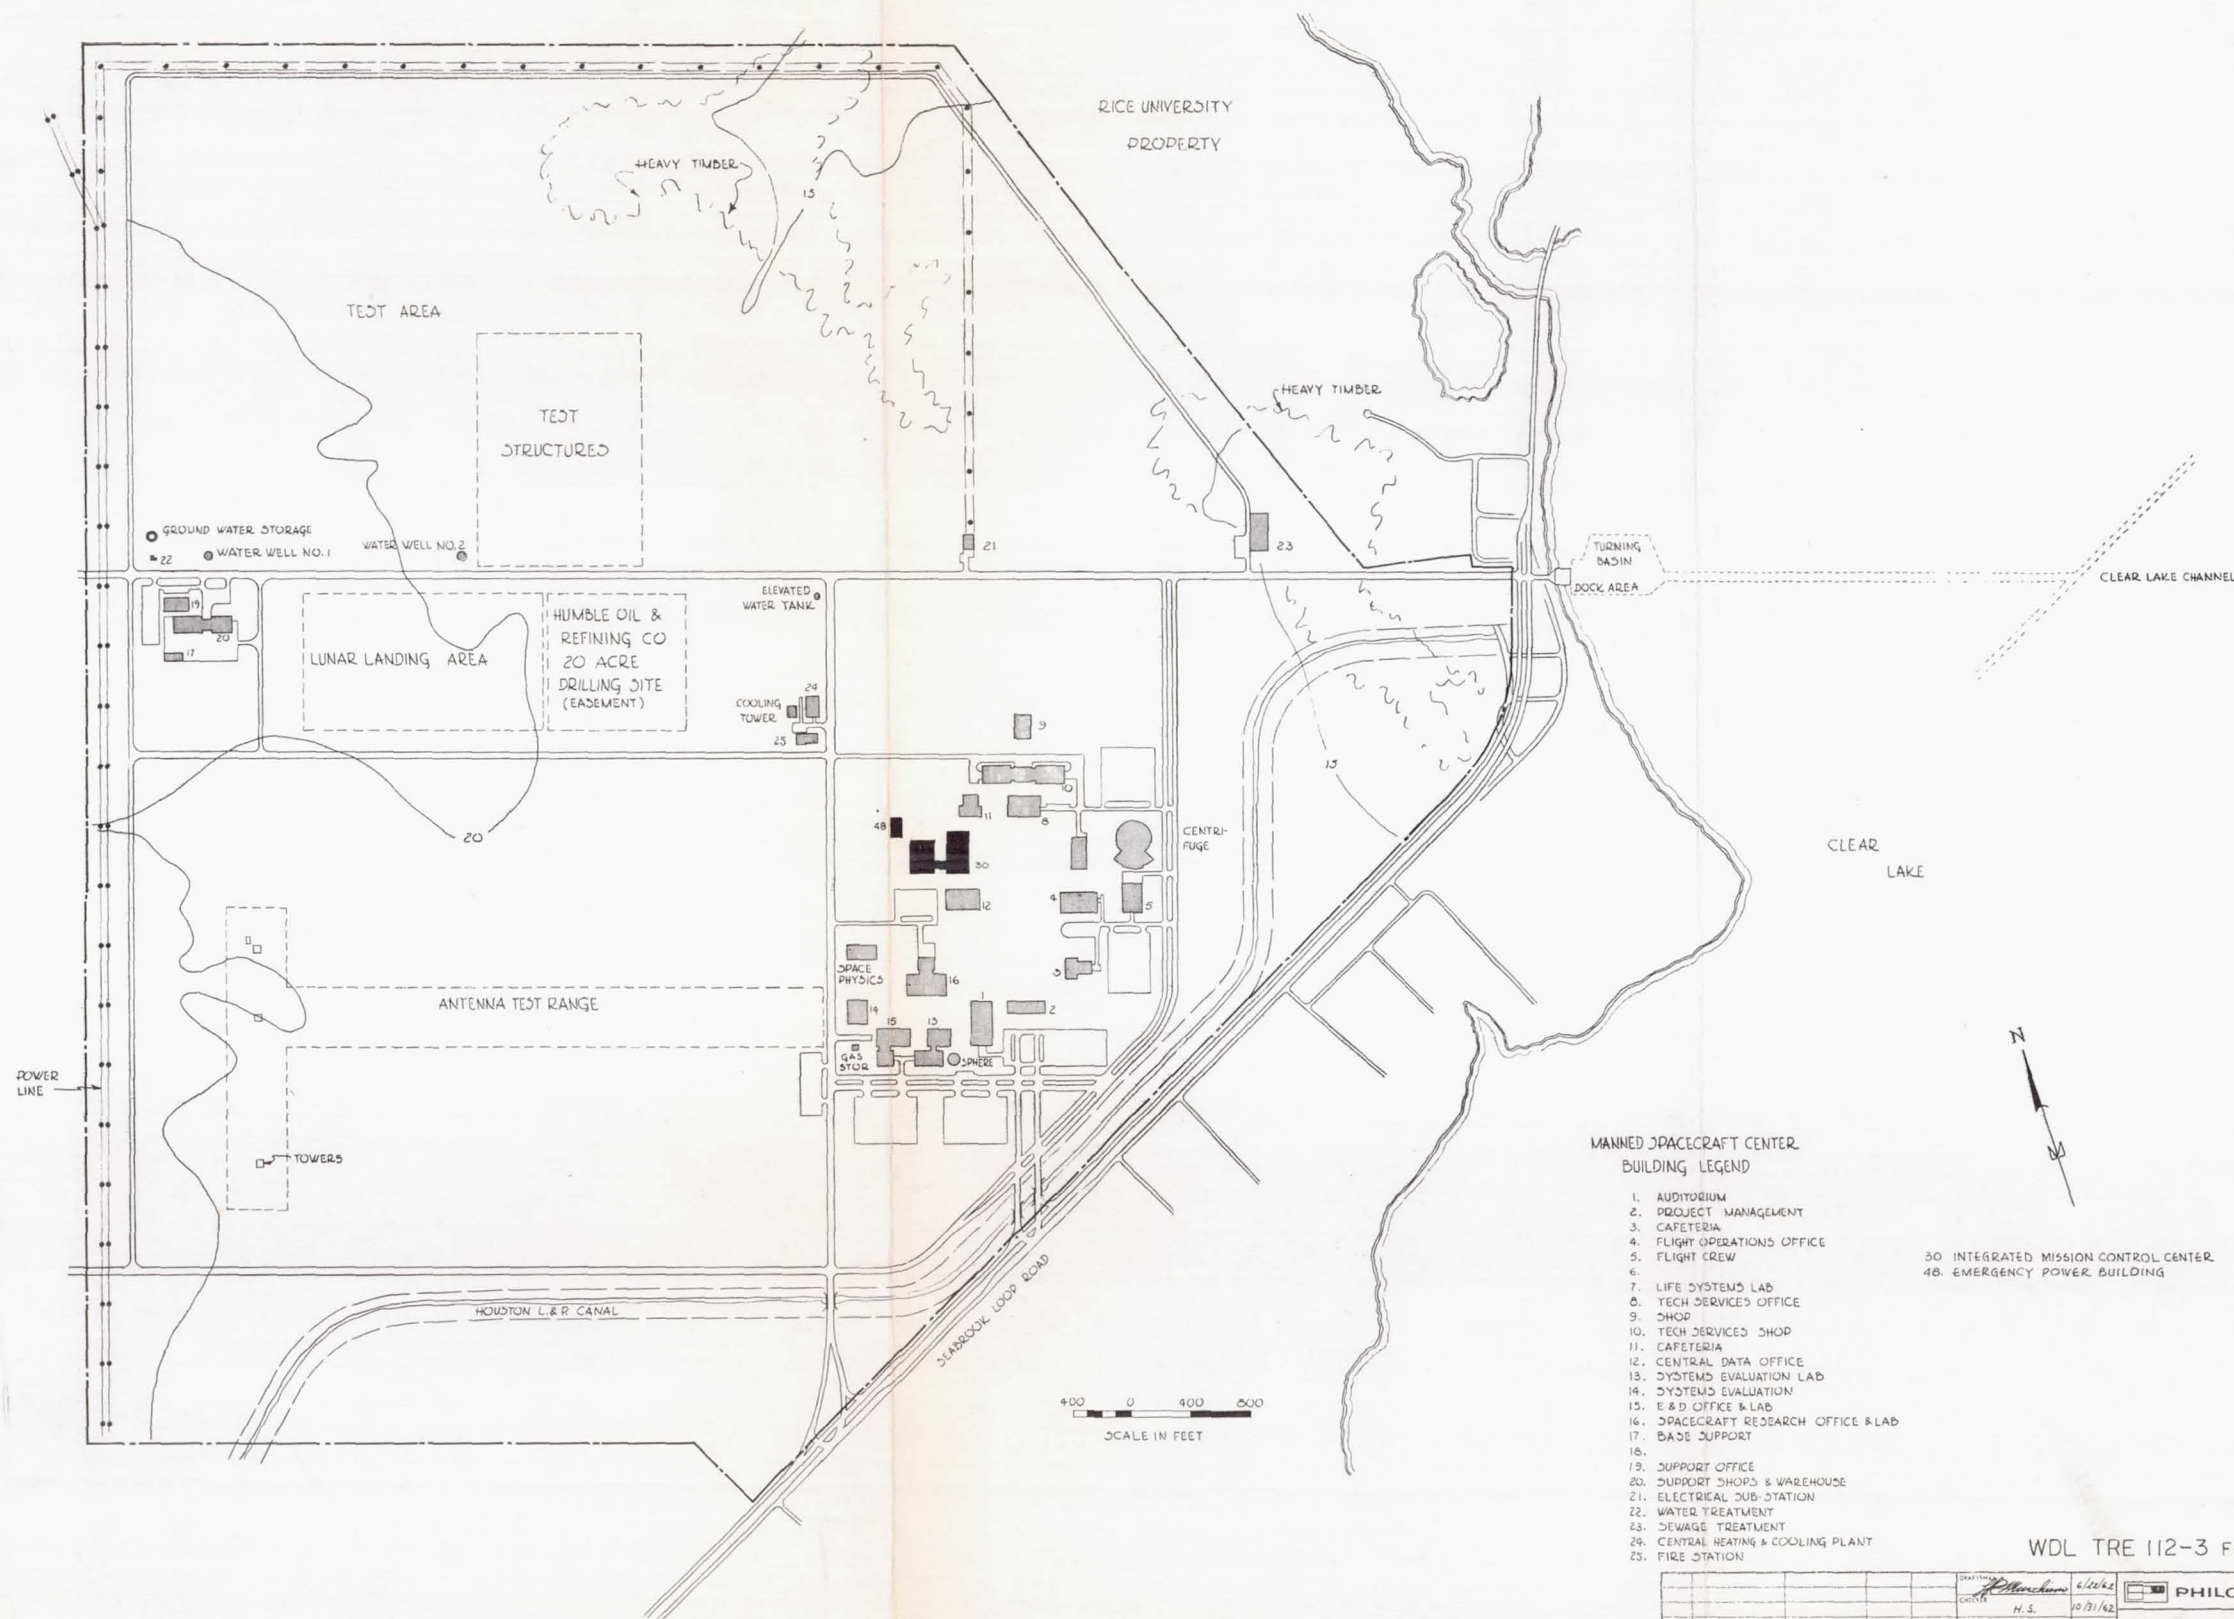 RICE UNIVERSITY
PROPERTY
HEAVY TIMBER
15
TEST AREA
TEST
STRUCTURES
HEAVY TIMBER
GROUND WATER STORAGE
22
WATER WELL NO. 1
WATER WELL NO. 2
21
23
TURNING
BASIN
DOCK AREA
CLEAR LAKE CHANNEL
19
20
17
LUNAR LANDING AREA
HUMBLE OIL &
REFINING CO
20 ACRE
DRILLING SITE
(EASEMENT)
ELEVATED
WATER TANK
24
COOLING
TOWER
25
9
10
11
8
15
20
48
30
CENTRI-
FUGE
CLEAR
LAKE
12
4
5
SPACE
PHYSICS
16
3
ANTENNA TEST RANGE
14
15
13
1
2
GAS
STOR
SPHERE
POWER
LINE
TOWERS
N
HOUSTON L.&P. CANAL
SEABROOK LOOP ROAD
400 0 400 800
SCALE IN FEET
MANNED SPACECRAFT CENTER
BUILDING LEGEND
1. AUDITORIUM
2. PROJECT MANAGEMENT
3. CAFETERIA
4. FLIGHT OPERATIONS OFFICE
5. FLIGHT CREW
6.
7. LIFE SYSTEMS LAB
8. TECH SERVICES OFFICE
9. SHOP
10. TECH SERVICES SHOP
11. CAFETERIA
12. CENTRAL DATA OFFICE
13. SYSTEMS EVALUATION LAB
14. SYSTEMS EVALUATION
15. E & D OFFICE & LAB
16. SPACECRAFT RESEARCH OFFICE & LAB
17. BASE SUPPORT
18.
19. SUPPORT OFFICE
20. SUPPORT SHOPS & WAREHOUSE
21. ELECTRICAL SUB-STATION
22. WATER TREATMENT
23. SEWAGE TREATMENT
24. CENTRAL HEATING & COOLING PLANT
25. FIRE STATION
30 INTEGRATED MISSION CONTROL CENTER
48. EMERGENCY POWER BUILDING
WDL TRE 112-3 F
DRAFTSMAN
6/22/62
CHECKER
H.S. 10/31/62
PHILC